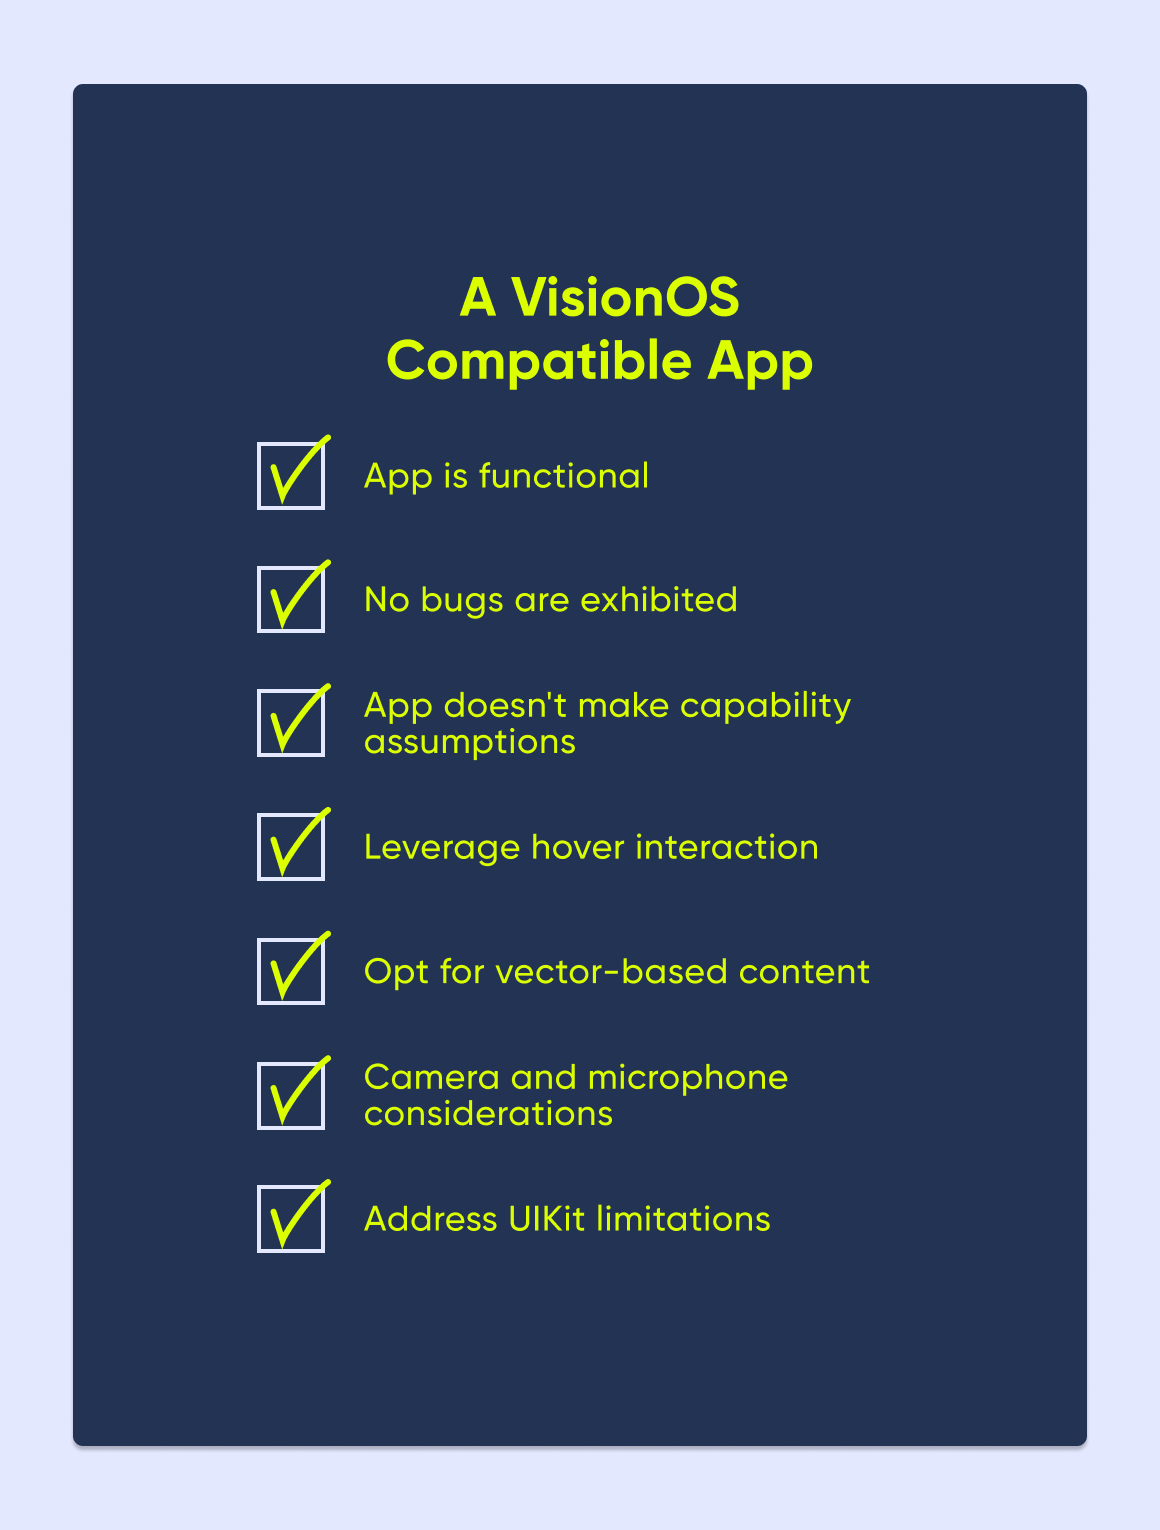 A VisionOS
Compatible App
App is functional
No bugs are exhibited
App doesn't make capability
assumptions
Leverage hover interaction
Opt for vector-based content
Camera and microphone
considerations
Address UIKit limitations